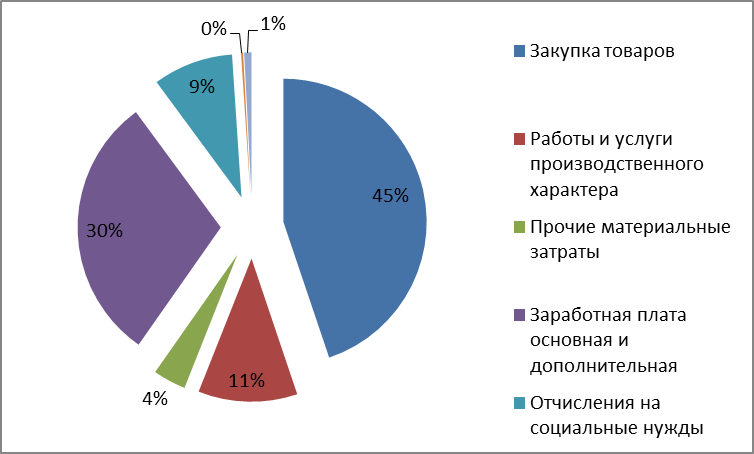 0%
1%
9%
45%
30%
11%
4%
Закупка товаров
Работы и услуги
производственного
характера
Прочие материальные
затраты
Заработная плата
основная и
дополнительная
Отчисления на
социальные нужды